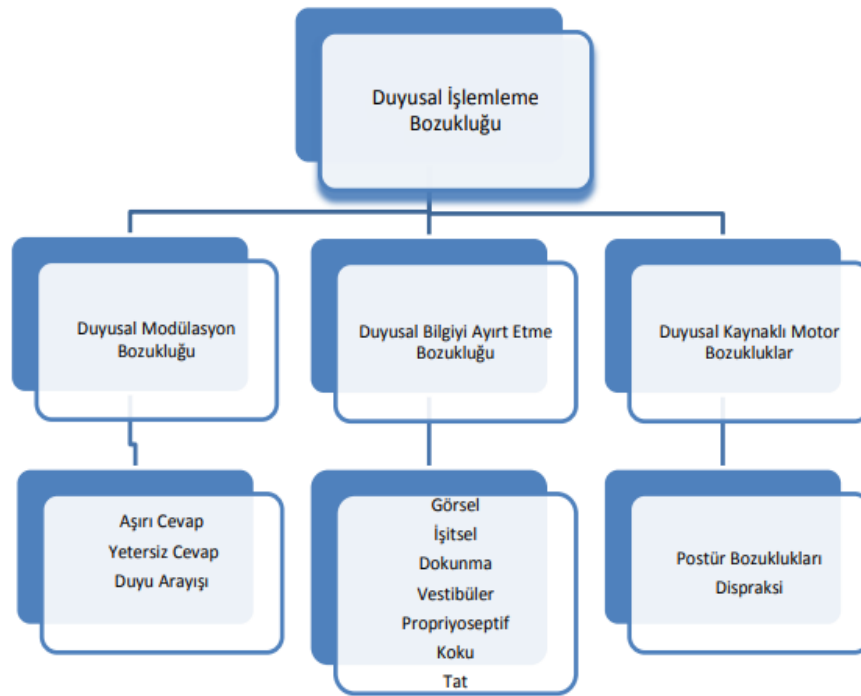 Duyusal İşlemleme
Bozukluğu
Duyusal Modülasyon
Bozukluğu
Duyusal Bilgiyi Ayırt Etme
Bozukluğu
Duyusal Kaynaklı Motor
Bozukluklar
Aşırı Cevap
Yetersiz Cevap
Duyu Arayışı
Görsel
İşitsel
Dokunma
Vestibüler
Propriyoseptif
Koku
Tat
Postür Bozuklukları
Dispraksi